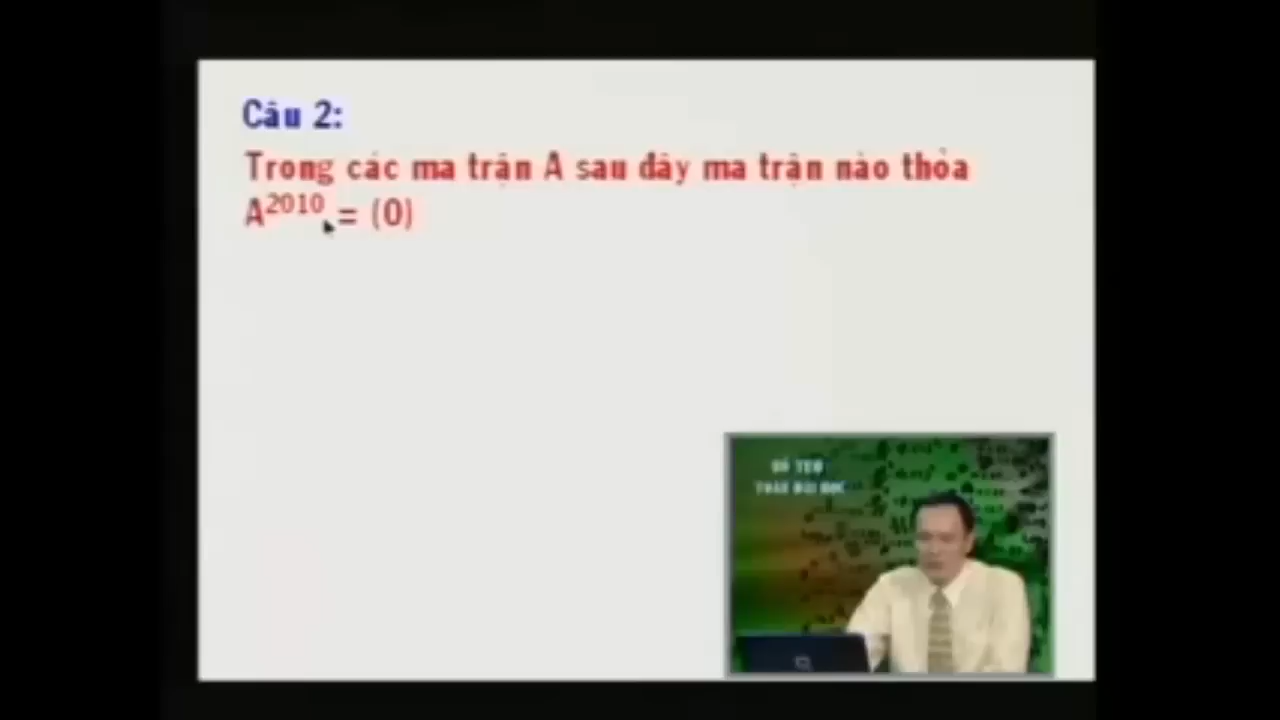 Câu 2:
Trong các ma trận A sau đây ma trận nào thỏa
A²⁰¹⁰ = (0)